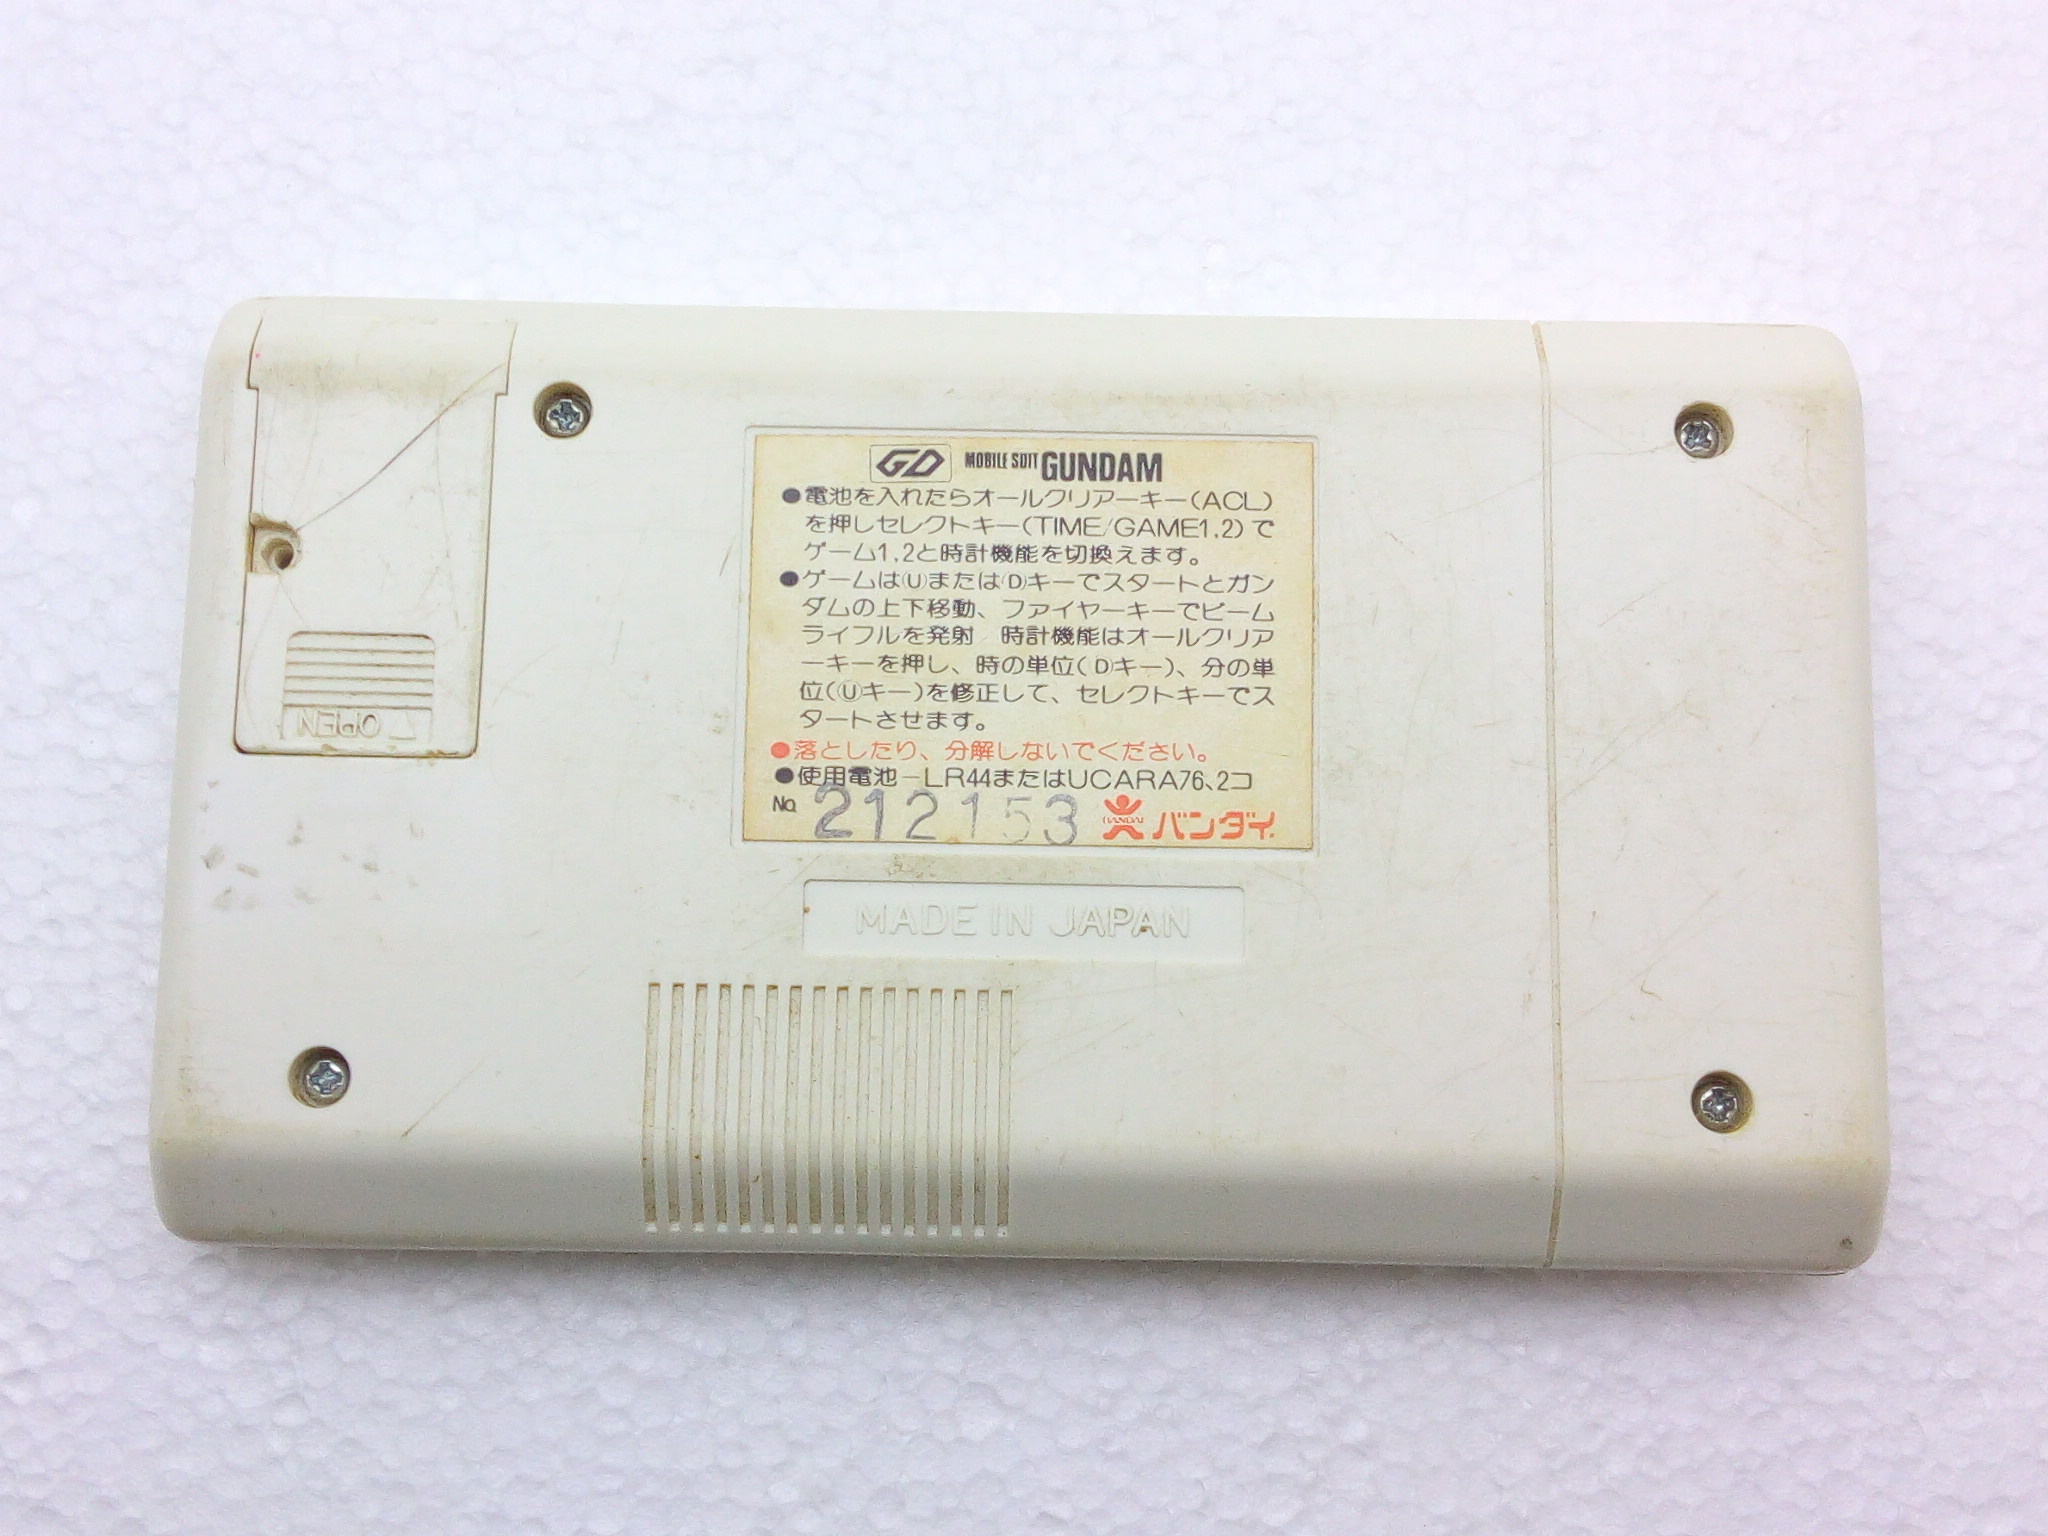 GD MOBILE SUIT GUNDAM
●電池を入れたらオールクリアーキー(ACL)
を押しセレクトキー(TIME/GAME1,2)で
ゲーム1,2と時計機能を切換えます。
●ゲームは(U)または(D)キーでスタートとガン
ダムの上下移動、ファイヤーキーでビーム
ライフルを発射／時計機能はオールクリア
ーキーを押し、時の単位(Dキー)、分の単
位(Ⓤキー)を修正して、セレクトキーでス
タートさせます。
●落としたり、分解しないでください。
●使用電池－LR44またはUCARA76、2コ
No. 212153 BANDAI バンダイ
OPEN
MADE IN JAPAN